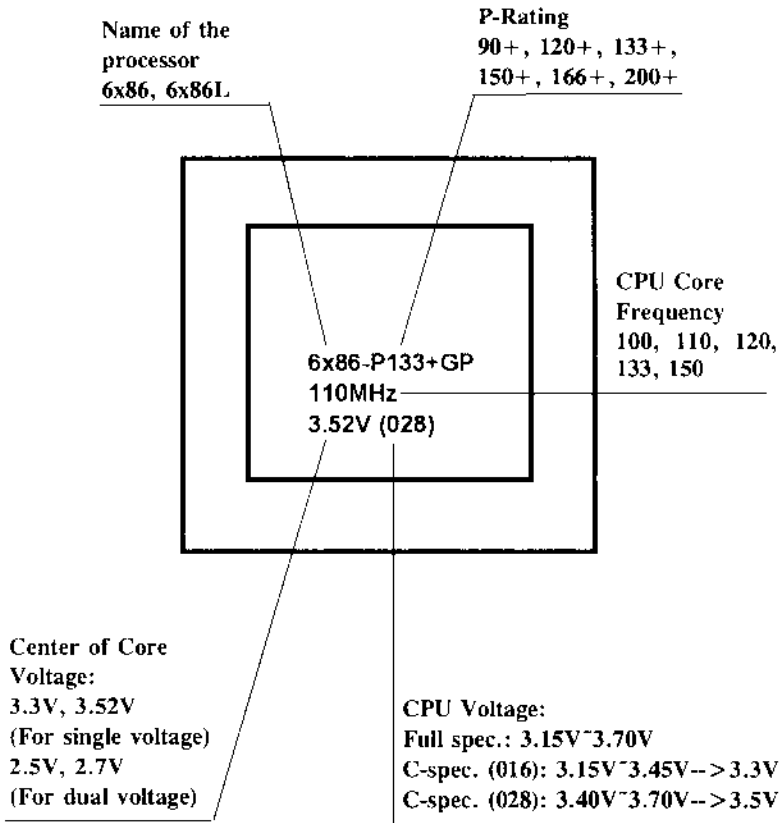 Name of the
processor
6x86, 6x86L
P-Rating
90+, 120+, 133+,
150+, 166+, 200+
CPU Core
Frequency
100, 110, 120,
133, 150
6x86-P133+GP
110MHz
3.52V (028)
Center of Core
Voltage:
3.3V, 3.52V
(For single voltage)
2.5V, 2.7V
(For dual voltage)
CPU Voltage:
Full spec.: 3.15V~3.70V
C-spec. (016): 3.15V~3.45V-->3.3V
C-spec. (028): 3.40V~3.70V-->3.5V